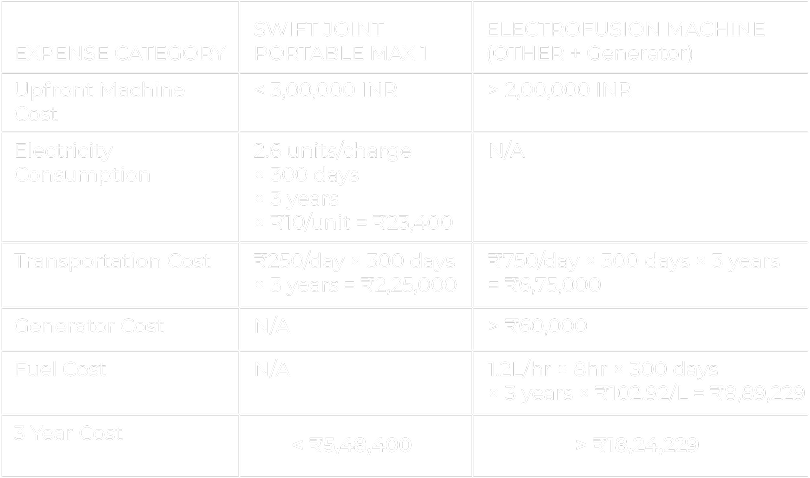 EXPENSE CATEGORY
SWIFT JOINT
PORTABLE MAK 1
ELECTROFUSION MACHINE
(OTHER + Generator)
Upfront Machine
Cost
< 3,00,000 INR
> 2,00,000 INR
Electricity
Consumption
2.6 units/charge
× 300 days
× 3 years
× ₹10/unit = ₹23,400
N/A
Transportation Cost
₹250/day × 300 days
× 3 years = ₹2,25,000
₹750/day × 300 days × 3 years
= ₹6,75,000
Generator Cost
N/A
> ₹60,000
Fuel Cost
N/A
1.2L/hr × 8hr × 300 days
× 3 years × ₹102.92/L = ₹8,89,229
3 Year Cost
< ₹5,48,400
> ₹18,24,229